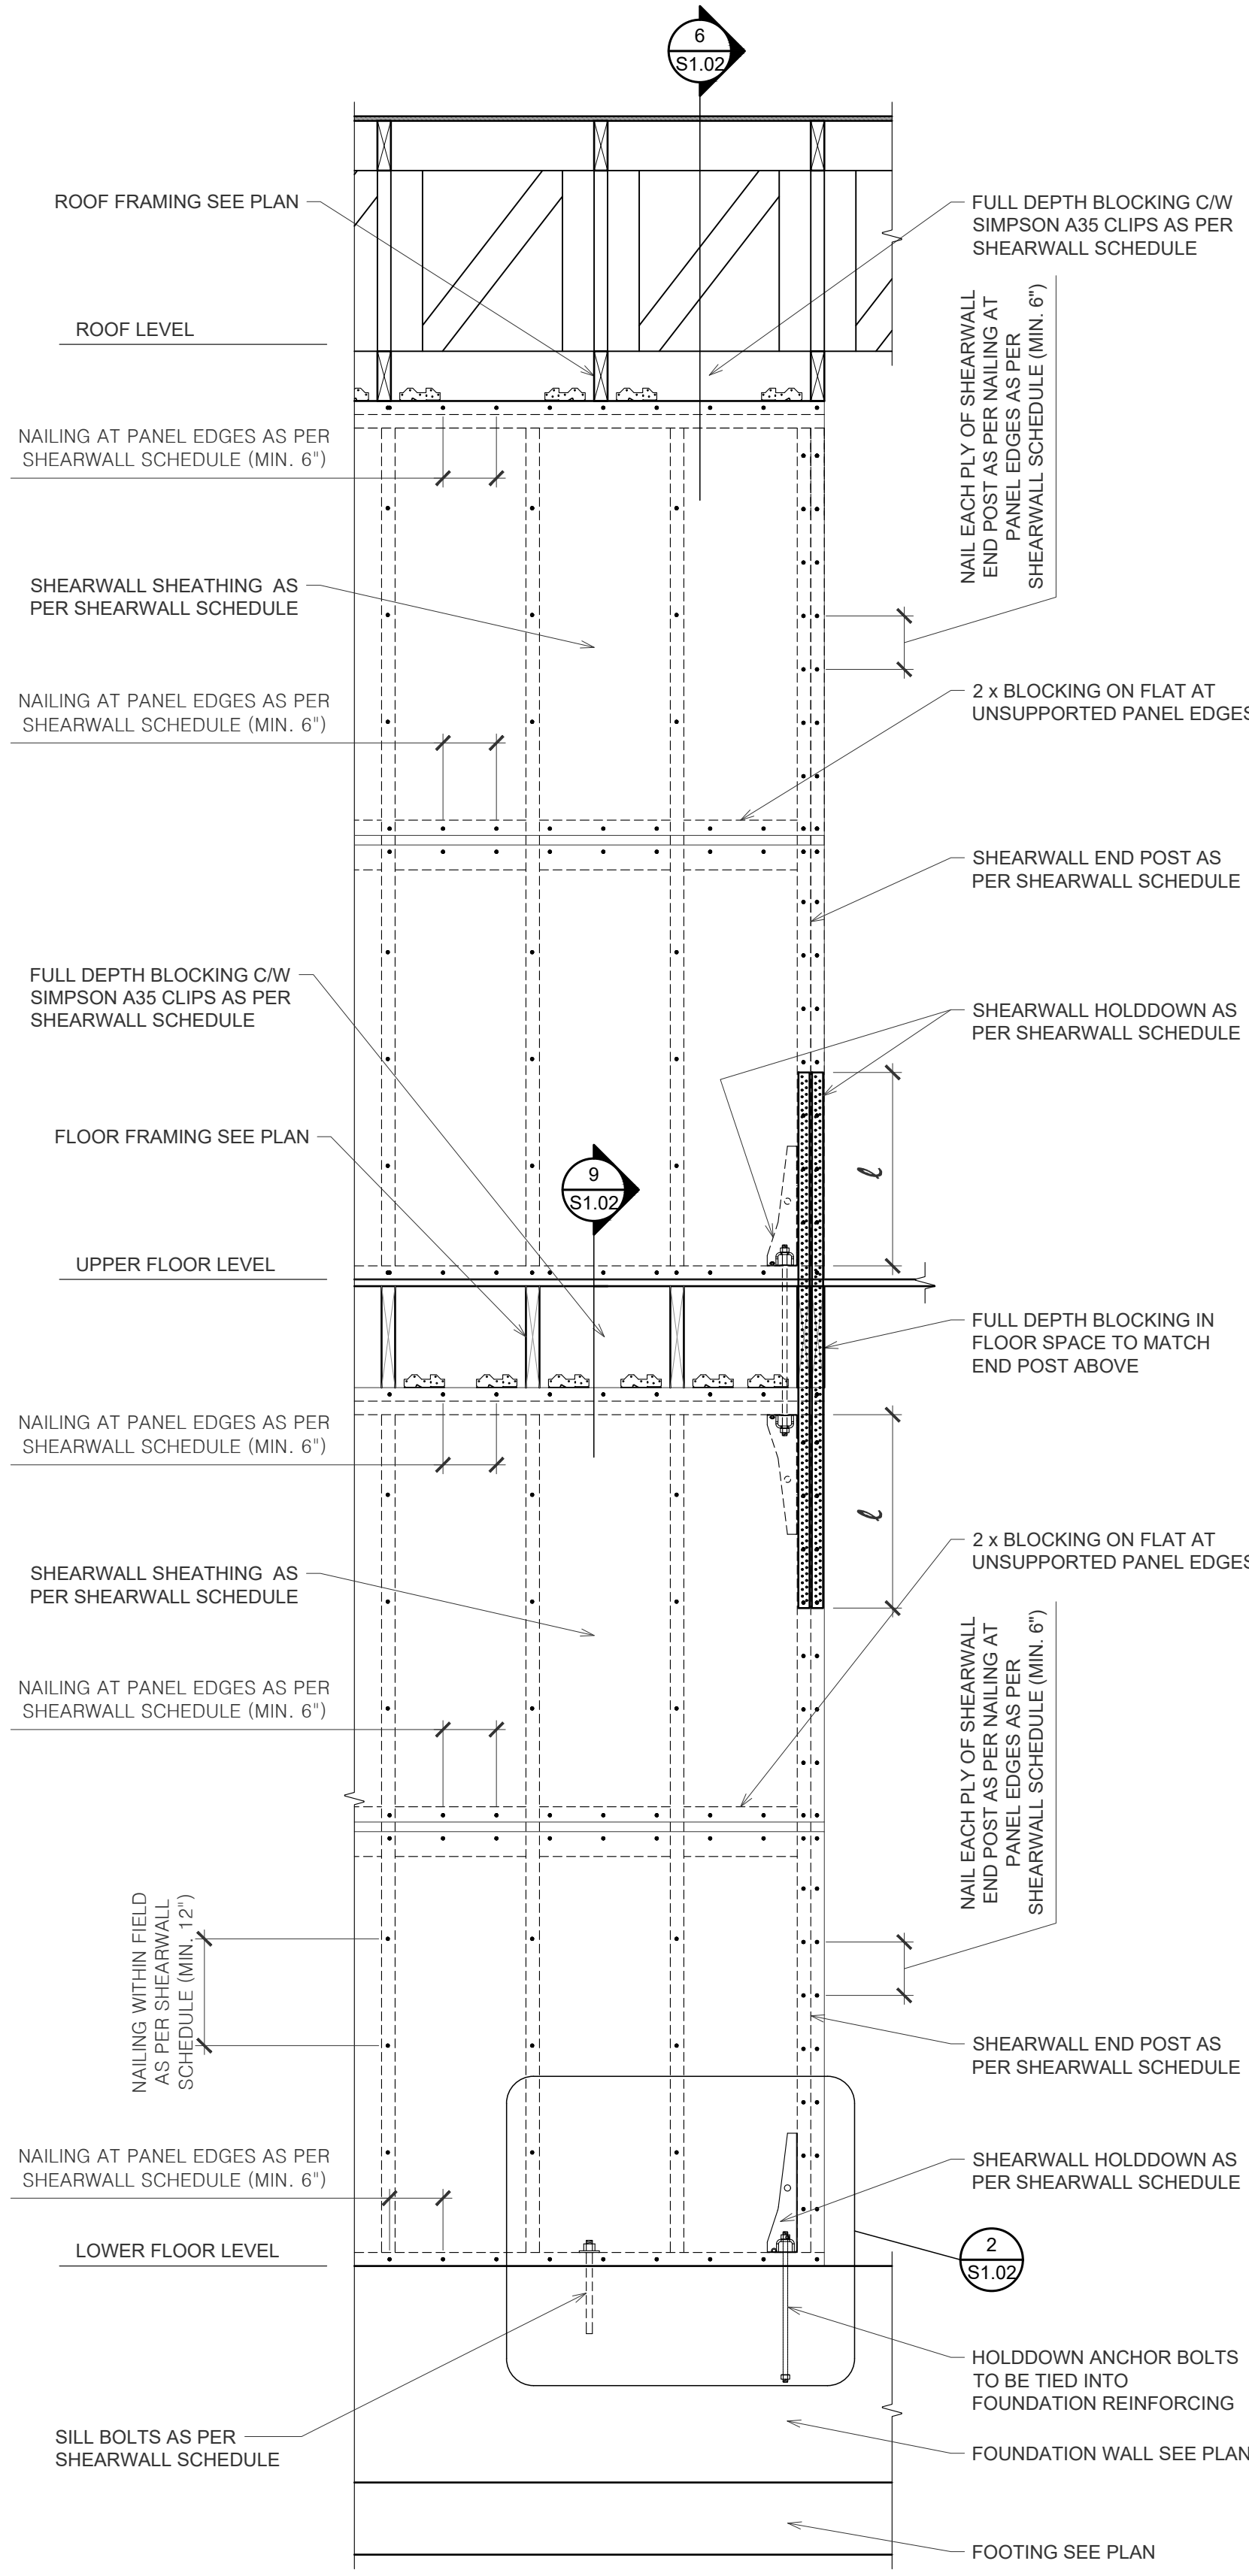 6
S1.02
ROOF FRAMING SEE PLAN
FULL DEPTH BLOCKING C/W
SIMPSON A35 CLIPS AS PER
SHEARWALL SCHEDULE
ROOF LEVEL
NAIL EACH PLY OF SHEARWALL
END POST AS PER NAILING AT
PANEL EDGES AS PER
SHEARWALL SCHEDULE (MIN. 6")
NAILING AT PANEL EDGES AS PER
SHEARWALL SCHEDULE (MIN. 6")
SHEARWALL SHEATHING AS
PER SHEARWALL SCHEDULE
NAILING AT PANEL EDGES AS PER
SHEARWALL SCHEDULE (MIN. 6")
2 x BLOCKING ON FLAT AT
UNSUPPORTED PANEL EDGES
SHEARWALL END POST AS
PER SHEARWALL SCHEDULE
FULL DEPTH BLOCKING C/W
SIMPSON A35 CLIPS AS PER
SHEARWALL SCHEDULE
SHEARWALL HOLDDOWN AS
PER SHEARWALL SCHEDULE
FLOOR FRAMING SEE PLAN
9
S1.02
ℓ
UPPER FLOOR LEVEL
FULL DEPTH BLOCKING IN
FLOOR SPACE TO MATCH
END POST ABOVE
NAILING AT PANEL EDGES AS PER
SHEARWALL SCHEDULE (MIN. 6")
ℓ
2 x BLOCKING ON FLAT AT
UNSUPPORTED PANEL EDGES
SHEARWALL SHEATHING AS
PER SHEARWALL SCHEDULE
NAIL EACH PLY OF SHEARWALL
END POST AS PER NAILING AT
PANEL EDGES AS PER
SHEARWALL SCHEDULE (MIN. 6")
NAILING AT PANEL EDGES AS PER
SHEARWALL SCHEDULE (MIN. 6")
NAILING WITHIN FIELD
AS PER SHEARWALL
SCHEDULE (MIN. 12")
SHEARWALL END POST AS
PER SHEARWALL SCHEDULE
NAILING AT PANEL EDGES AS PER
SHEARWALL SCHEDULE (MIN. 6")
SHEARWALL HOLDDOWN AS
PER SHEARWALL SCHEDULE
LOWER FLOOR LEVEL
2
S1.02
HOLDDOWN ANCHOR BOLTS
TO BE TIED INTO
FOUNDATION REINFORCING
SILL BOLTS AS PER
SHEARWALL SCHEDULE
FOUNDATION WALL SEE PLAN
FOOTING SEE PLAN